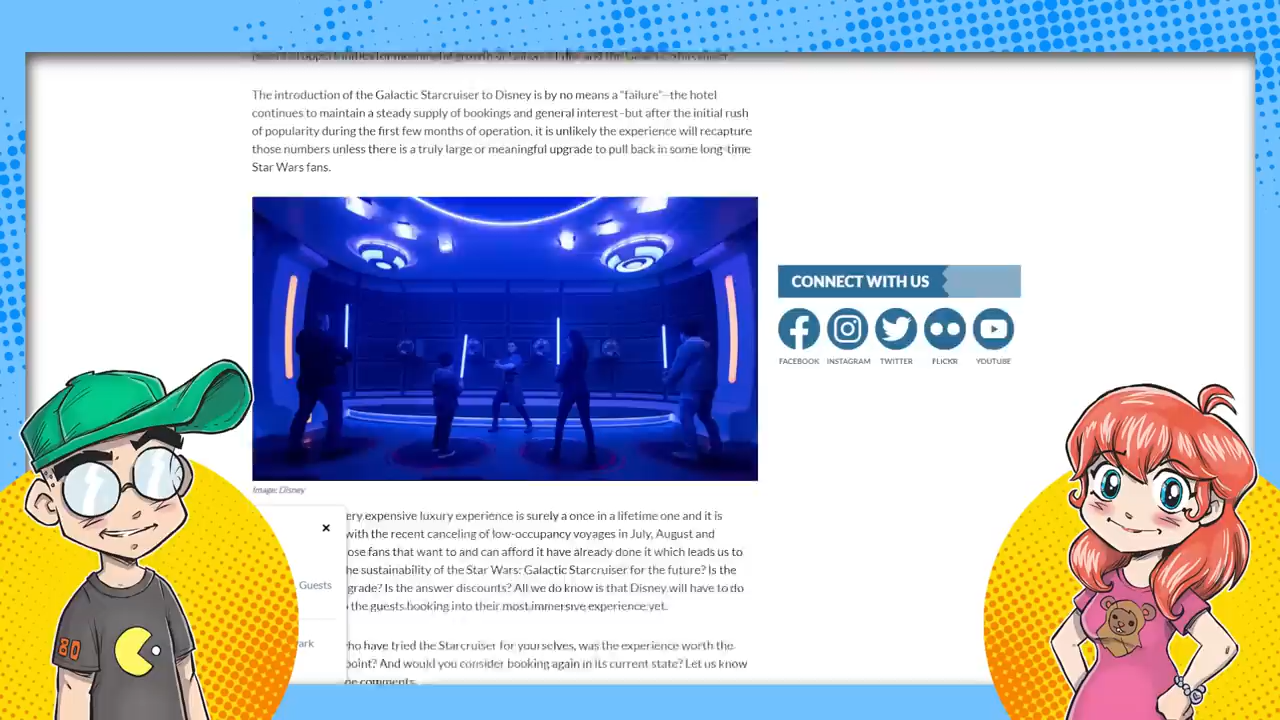 The introduction of the Galactic Starcruiser to Disney is by no means a "failure"—the hotel
continues to maintain a steady supply of bookings and general interest–but after the initial rush
of popularity during the first few months of operation, it is unlikely the experience will recapture
those numbers unless there is a truly large or meaningful upgrade to pull back in some long-time
Star Wars fans.
CONNECT WITH US
FACEBOOK
INSTAGRAM
TWITTER
FLICKR
YOUTUBE
Image: Disney
ery expensive luxury experience is surely a once in a lifetime one and it is
with the recent canceling of low-occupancy voyages in July, August and
ose fans that want to and can afford it have already done it which leads us to
he sustainability of the Star Wars: Galactic Starcruiser for the future? Is the
Guests
grade? Is the answer discounts? All we do know is that Disney will have to do
the guests booking into their most immersive experience yet.
ark
ho have tried the Starcruiser for yourselves, was the experience worth the
point? And would you consider booking again in its current state? Let us know
e comments.
80